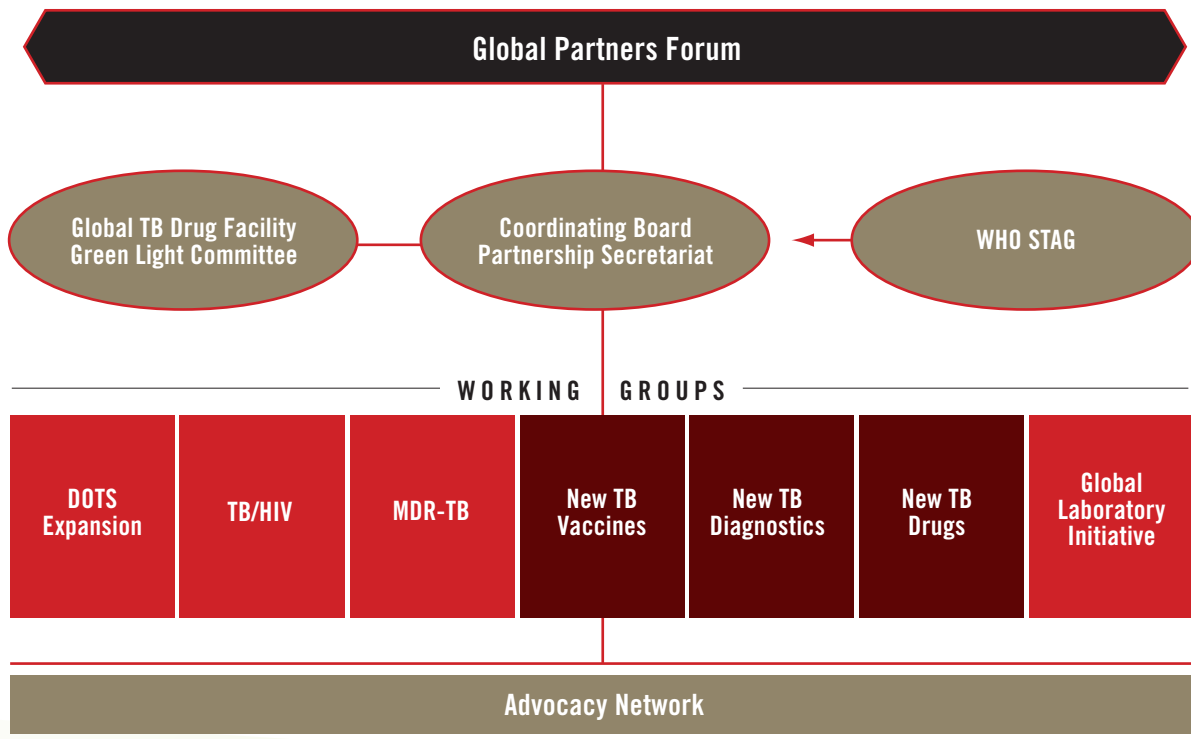 Global Partners Forum
Global TB Drug Facility
Green Light Committee
Coordinating Board
Partnership Secretariat
WHO STAG
WORKING GROUPS
DOTS
Expansion
TB/HIV
MDR-TB
New TB
Vaccines
New TB
Diagnostics
New TB
Drugs
Global
Laboratory
Initiative
Advocacy Network